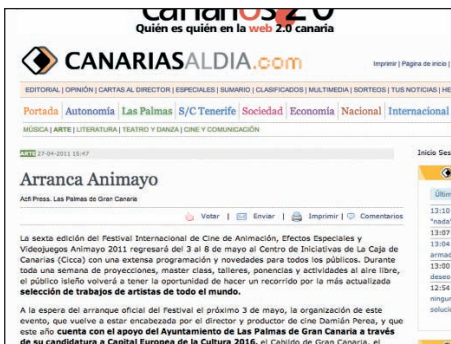 Canarios 2.0
Quién es quién en la web 2.0 canaria
CANARIASALDIA.com
Imprimir | Página de inicio |
EDITORIAL | OPINIÓN | CARTAS AL DIRECTOR | ESPECIALES | SUMARIO | CLASIFICADOS | MULTIMEDIA | SORTEOS | TUS NOTICIAS | HE
Portada Autonomía Las Palmas S/C Tenerife Sociedad Economía Nacional Internacional
MÚSICA | ARTE | LITERATURA | TEATRO Y DANZA | CINE Y COMUNICACIÓN
ARTE 27-04-2011 15:47
Inicio Ses
Arranca Animayo
Acfi Press. Las Palmas de Gran Canaria
Votar | Enviar | Imprimir | Comentarios
La sexta edición del Festival Internacional de Cine de Animación, Efectos Especiales y
Videojuegos Animayo 2011 regresará del 3 al 8 de mayo al Centro de Iniciativas de La Caja de
Canarias (Cicca) con una extensa programación y novedades para todos los públicos. Durante
toda una semana de proyecciones, master class, talleres, ponencias y actividades al aire libre,
el público isleño volverá a tener la oportunidad de hacer un recorrido por la más actualizada
selección de trabajos de artistas de todo el mundo.
A la espera del arranque oficial del Festival el próximo 3 de mayo, la organización de este
evento, que vuelve a estar encabezada por el director y productor de cine Damián Perea, y que
este año cuenta con el apoyo del Ayuntamiento de Las Palmas de Gran Canaria a través
de su candidatura a Capital Europea de la Cultura 2016, el Cabildo de Gran Canaria, el
Últim
13:10
"nada"
13:07
13:04
armad
13:00
deseo
12:54
ningun
soluci